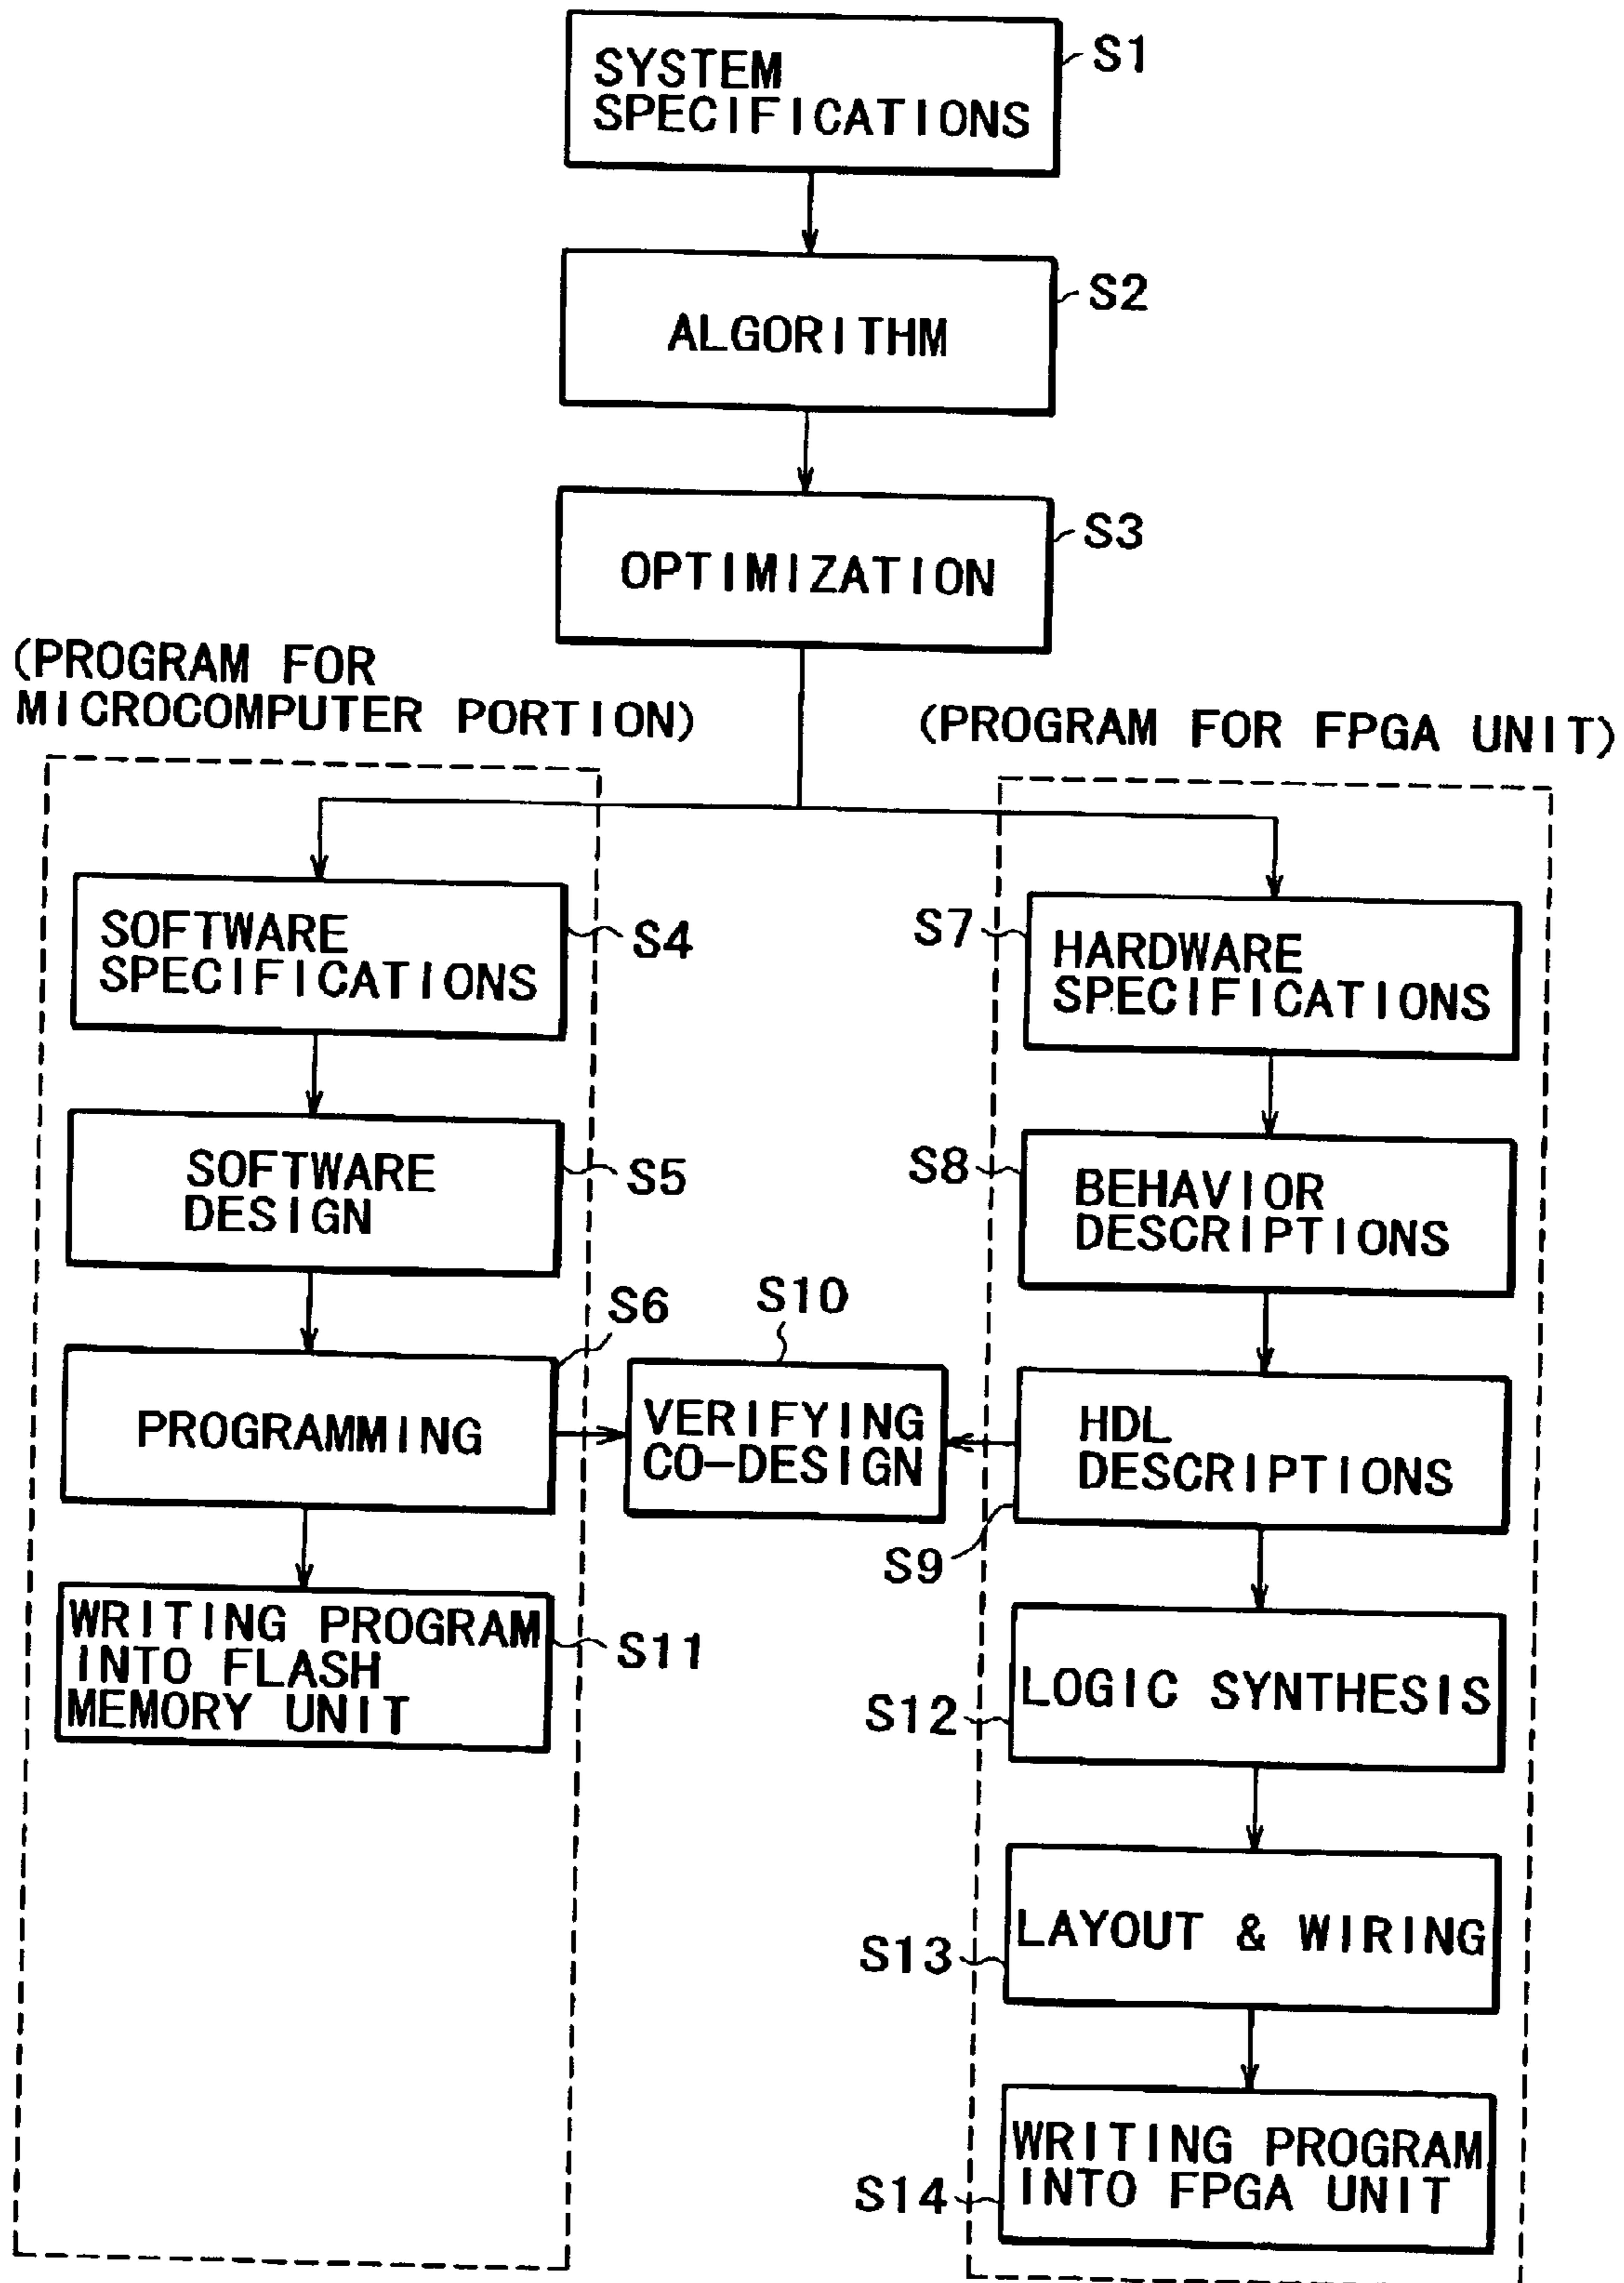 SYSTEM
SPECIFICATIONS
S1
ALGORITHM
S2
OPTIMIZATION
S3
(PROGRAM FOR
MICROCOMPUTER PORTION)
(PROGRAM FOR FPGA UNIT)
SOFTWARE
SPECIFICATIONS
S4
S7
HARDWARE
SPECIFICATIONS
SOFTWARE
DESIGN
S5
S8
BEHAVIOR
DESCRIPTIONS
PROGRAMMING
S6
S10
VERIFYING
CO-DESIGN
HDL
DESCRIPTIONS
S9
WRITING PROGRAM
INTO FLASH
MEMORY UNIT
S11
S12
LOGIC SYNTHESIS
S13
LAYOUT & WIRING
S14
WRITING PROGRAM
INTO FPGA UNIT